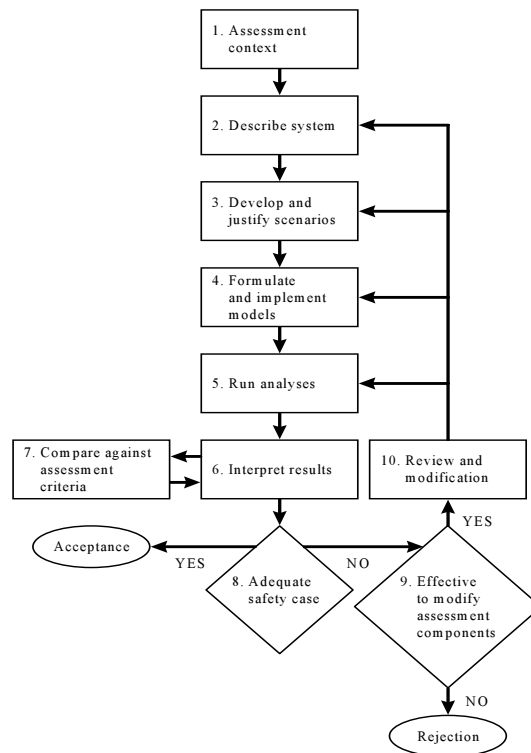 1. Assessment
context
2. Describe system
3. Develop and
justify scenarios
4. Formulate
and implement
models
5. Run analyses
7. Compare against
assessment
criteria
6. Interpret results
10. Review and
modification
Acceptance
YES
8. Adequate
safety case
NO
YES
9. Effective
to modify
assessment
components
NO
Rejection